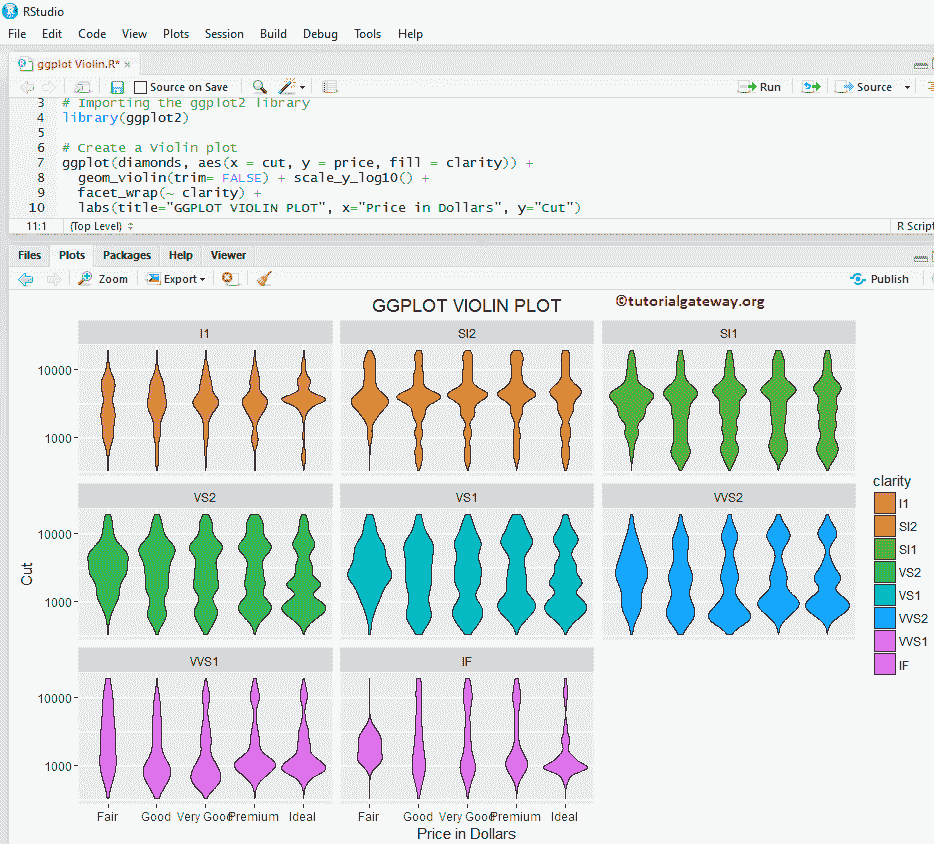 RStudio
File Edit Code View Plots Session Build Debug Tools Help
ggplot Violin.R* ×
Source on Save Run Source
3 # Importing the ggplot2 library
4 library(ggplot2)
5
6 # Create a Violin plot
7 ggplot(diamonds, aes(x = cut, y = price, fill = clarity)) +
8 geom_violin(trim= FALSE) + scale_y_log10() +
9 facet_wrap(~ clarity) +
10 labs(title="GGPLOT VIOLIN PLOT", x="Price in Dollars", y="Cut")
11:1 (Top Level) R Script
Files Plots Packages Help Viewer
Zoom Export Publish
GGPLOT VIOLIN PLOT ©tutorialgateway.org
I1 SI2 SI1
10000
1000
VS2 VS1 VVS2
10000
1000
VVS1 IF
10000
1000
Cut
Fair Good Very Good Premium Ideal Fair Good Very Good Premium Ideal
Price in Dollars
clarity
I1
SI2
SI1
VS2
VS1
VVS2
VVS1
IF